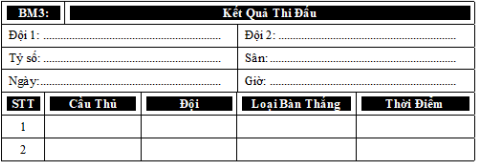 BM3: Kết Quả Thi Đấu
Đội 1: ........................................................ Đội 2: ........................................................
Tỷ số: ........................................................ Sân: ........................................................
Ngày:........................................................ Giờ: ........................................................
STT Cầu Thủ Đội Loại Bàn Thắng Thời Điểm
1
2